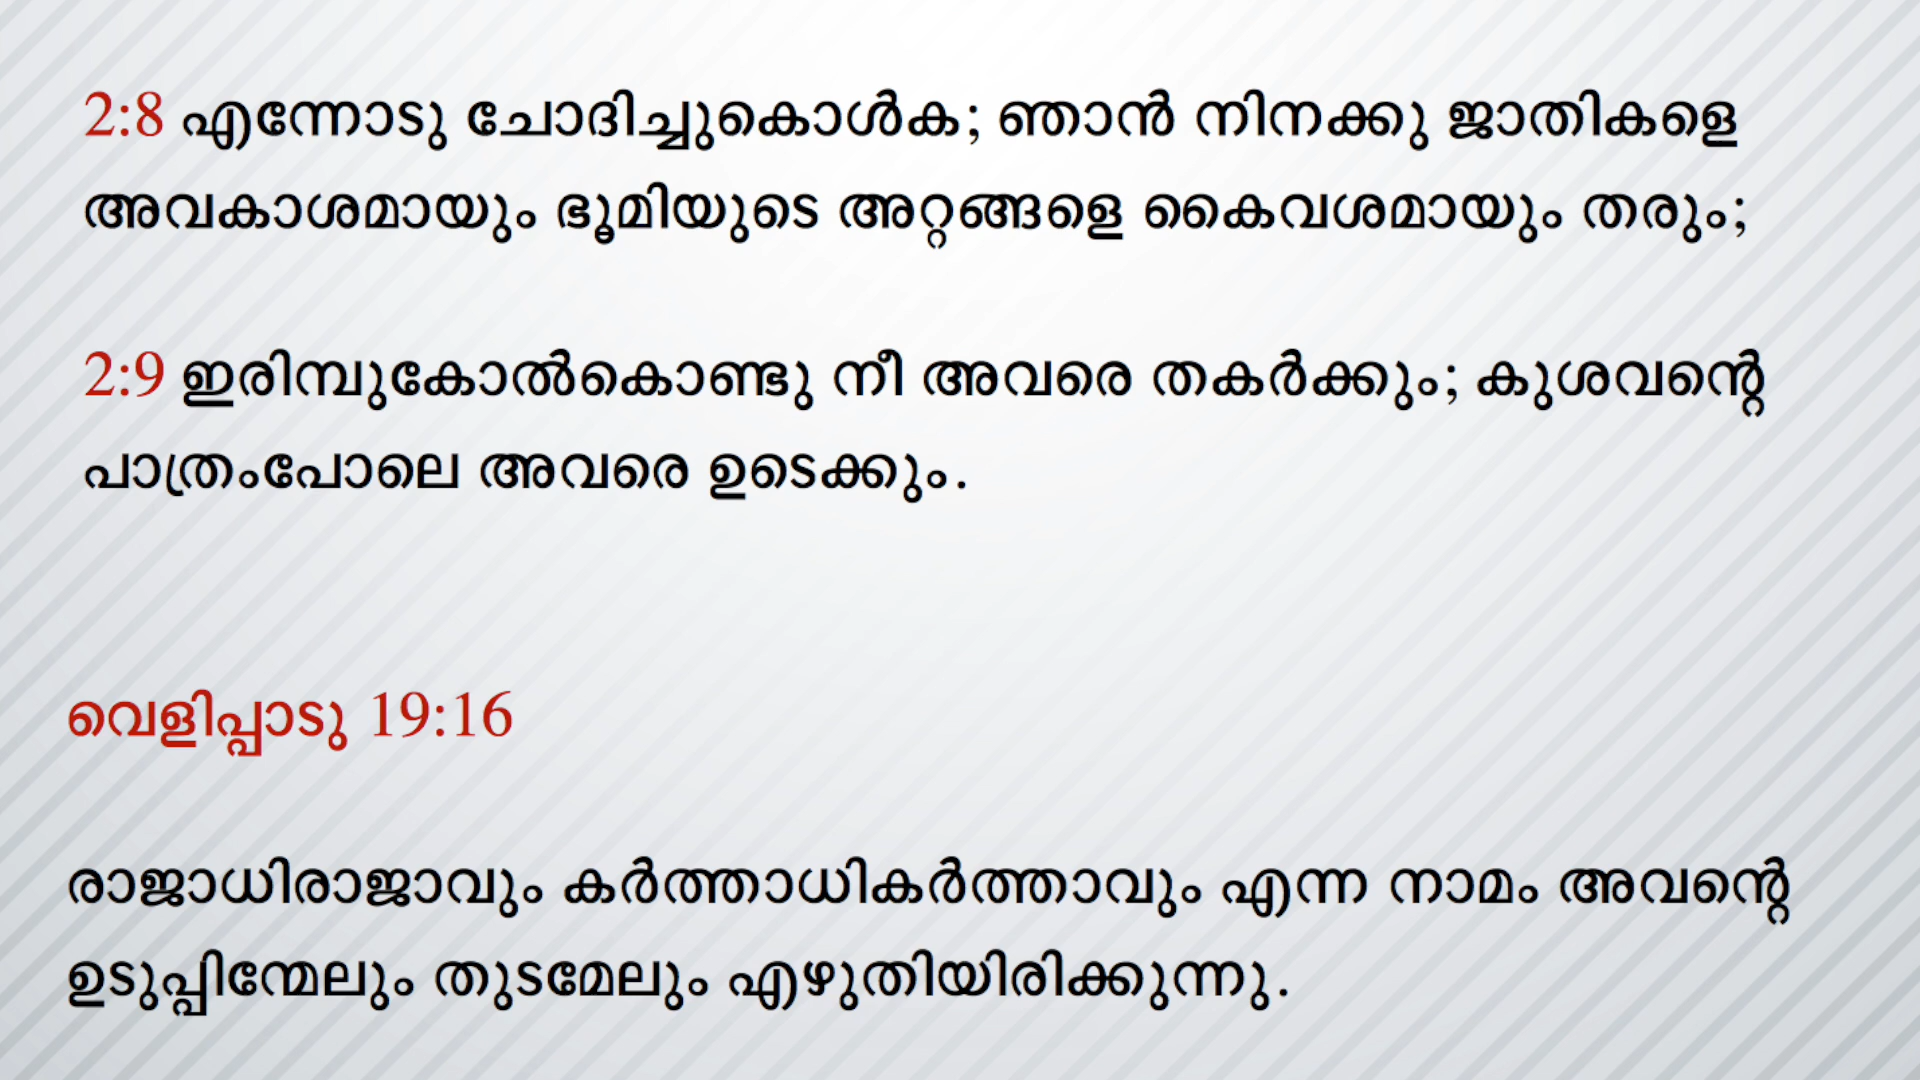 2:8 എന്നോടു ചോദിച്ചുകൊൾക; ഞാൻ നിനക്കു ജാതികളെ
അവകാശമായും ഭൂമിയുടെ അറ്റങ്ങളെ കൈവശമായും തരും;
2:9 ഇരിമ്പുകോൽകൊണ്ടു നീ അവരെ തകർക്കും; കുശവന്റെ
പാത്രംപോലെ അവരെ ഉടെക്കും.
വെളിപ്പാടു 19:16
രാജാധിരാജാവും കർത്താധികർത്താവും എന്ന നാമം അവന്റെ
ഉടുപ്പിന്മേലും തുടമേലും എഴുതിയിരിക്കുന്നു.